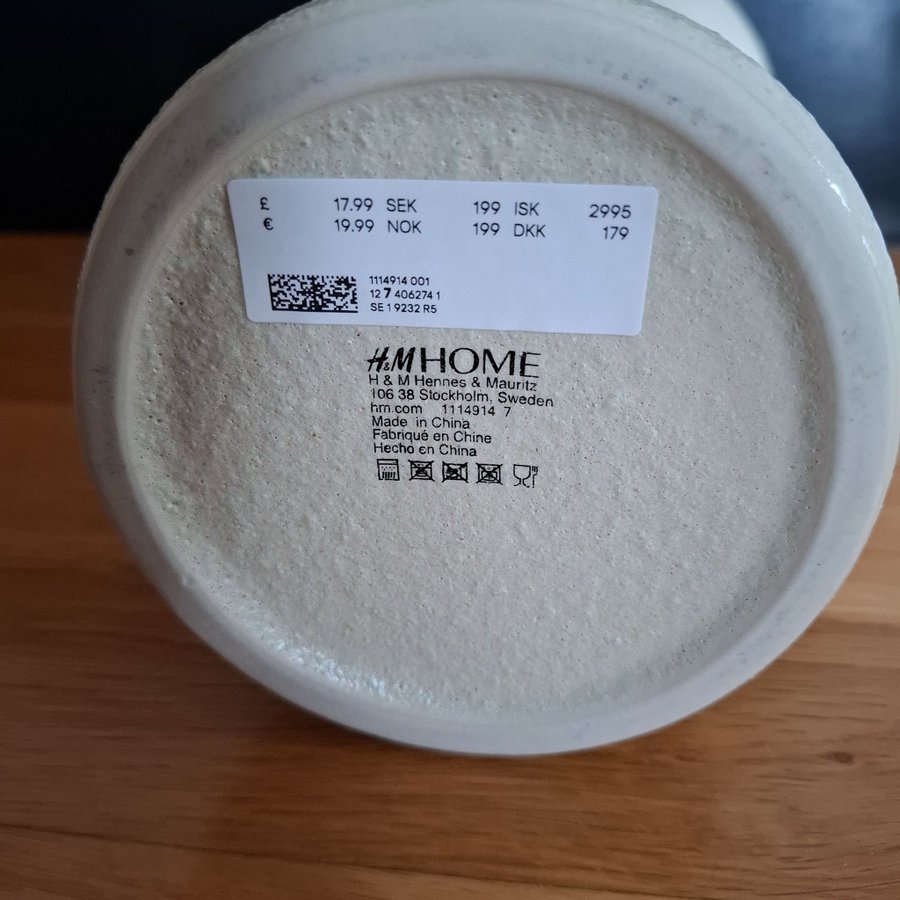 £ 17.99 SEK 199 ISK 2995
€ 19.99 NOK 199 DKK 179
1114914 001
12 7 406274 1
SE 1 9232 R5
H&M HOME
H & M Hennes & Mauritz
106 38 Stockholm, Sweden
hm.com 1114914 7
Made in China
Fabriqué en Chine
Hecho en China